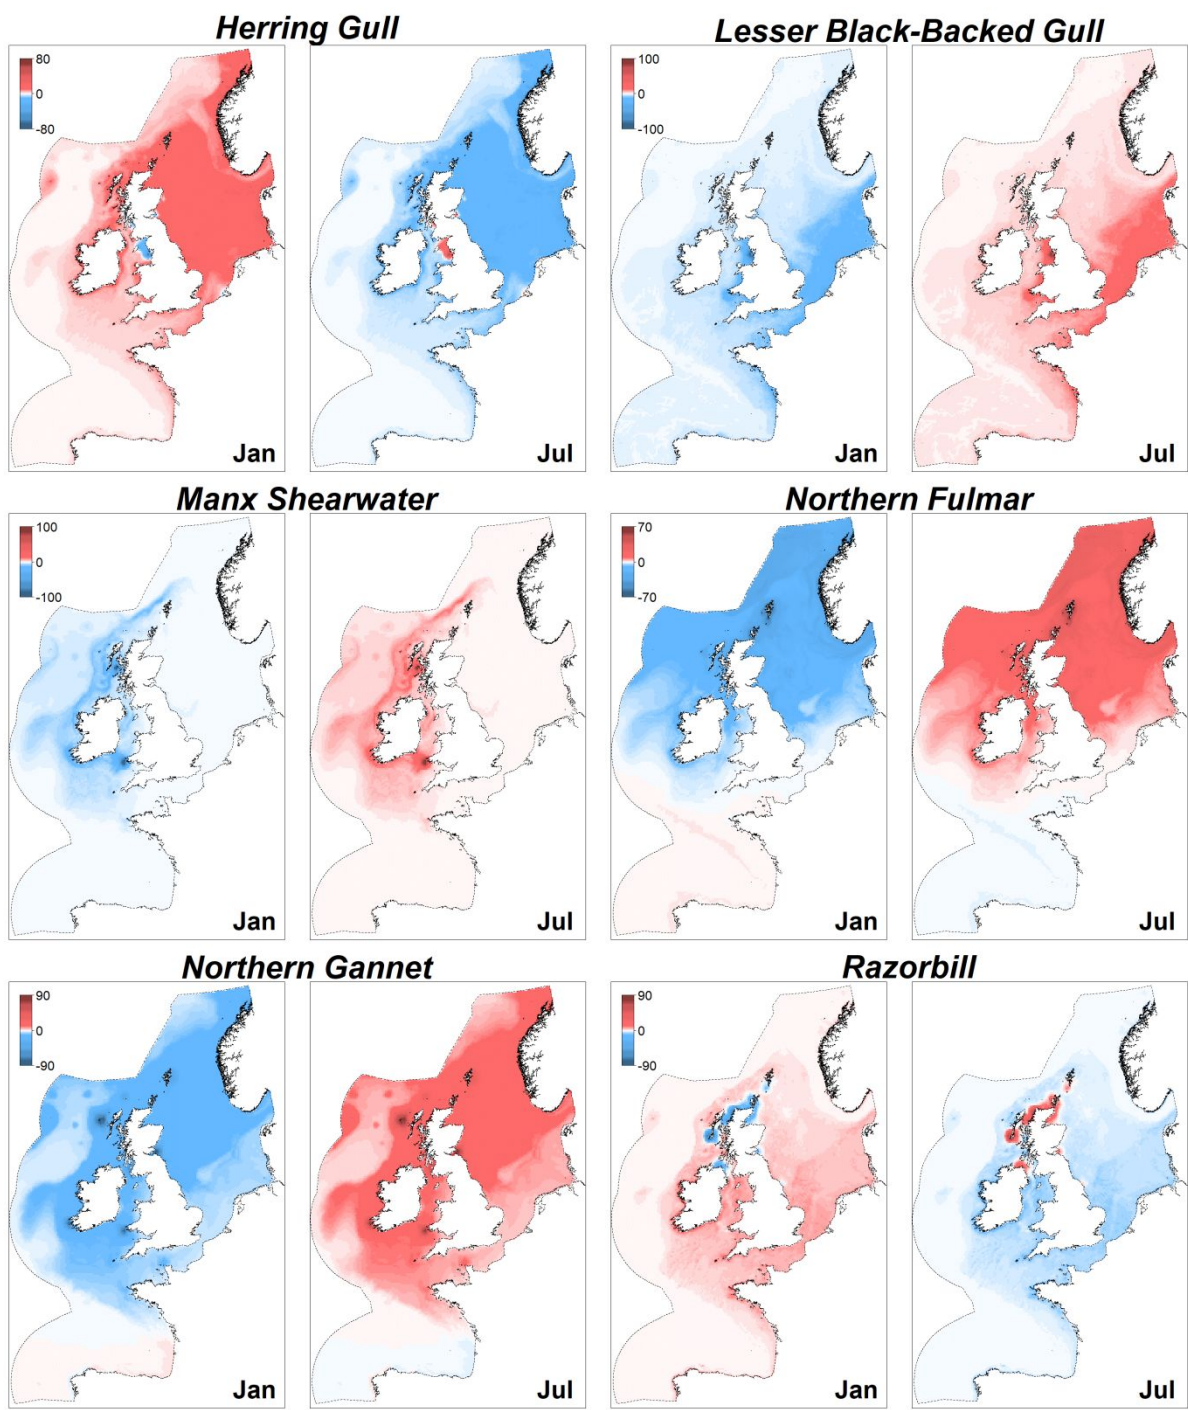 Herring Gull
Lesser Black-Backed Gull
80
0
-80
Jan
Jul
100
0
-100
Jan
Jul
Manx Shearwater
Northern Fulmar
100
0
-100
Jan
Jul
70
0
-70
Jan
Jul
Northern Gannet
Razorbill
90
0
-90
Jan
Jul
90
0
-90
Jan
Jul